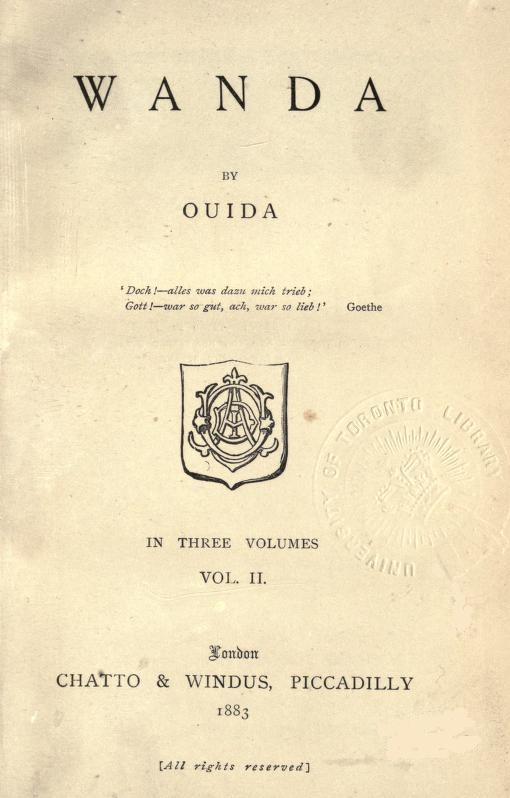 WANDA
BY
OUIDA
'Doch!—alles was dazu mich trieb;
Gott!—war so gut, ach, war so lieb!' Goethe
UNIVERSITY OF TORONTO LIBRARY
IN THREE VOLUMES
VOL. II.
London
CHATTO & WINDUS, PICCADILLY
1883
[All rights reserved]